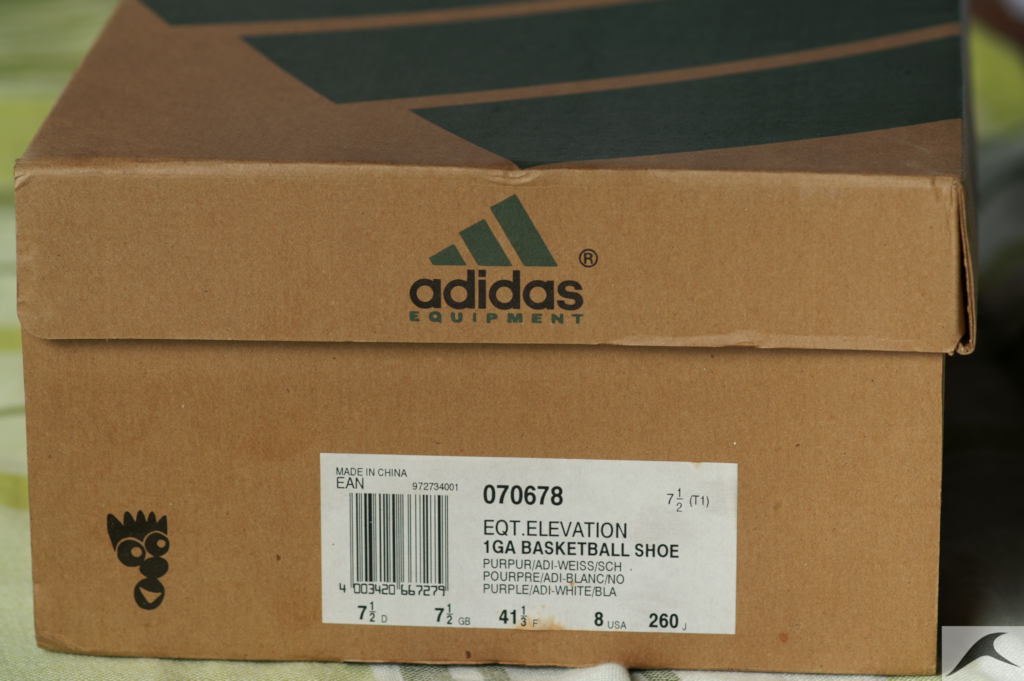 adidas ®
EQUIPMENT
MADE IN CHINA
EAN 972734001
070678 7 1/2 (T1)
EQT.ELEVATION
1GA BASKETBALL SHOE
PURPUR/ADI-WEISS/SCH
POURPRE/ADI-BLANC/NO
PURPLE/ADI-WHITE/BLA
4 003420 667279
7 1/2 D 7 1/2 GB 41 1/3 F 8 USA 260 J